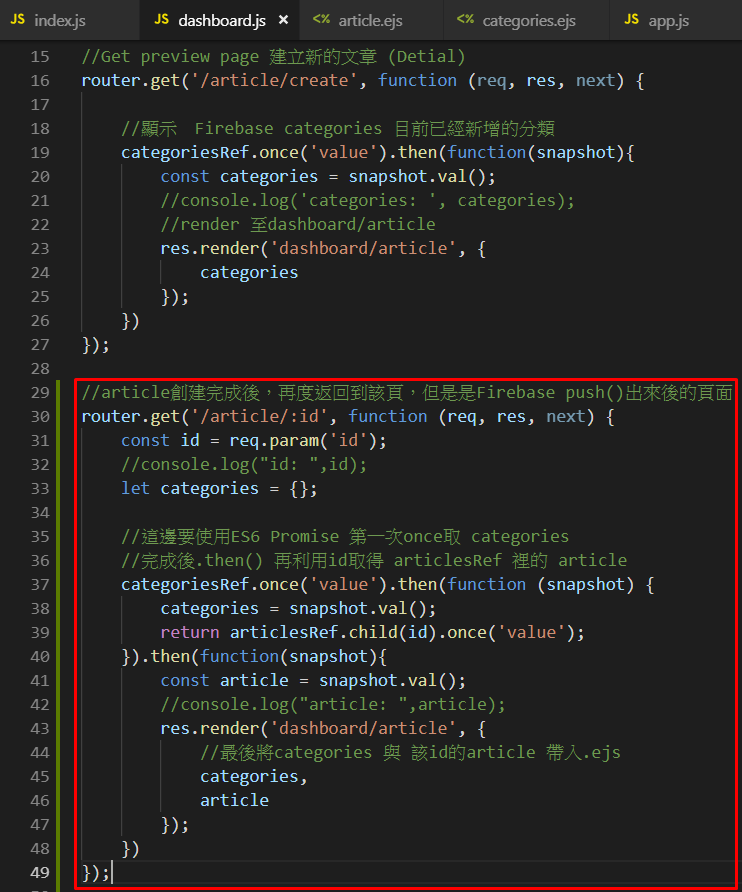 JS index.js JS dashboard.js × <% article.ejs <% categories.ejs JS app.js
15 //Get preview page 建立新的文章 (Detial)
16 router.get('/article/create', function (req, res, next) {
17
18     //顯示  Firebase categories 目前已經新增的分類
19     categoriesRef.once('value').then(function(snapshot){
20         const categories = snapshot.val();
21         //console.log('categories: ', categories);
22         //render 至dashboard/article
23         res.render('dashboard/article', {
24             categories
25         });
26     })
27 });
28
29 //article創建完成後，再度返回到該頁，但是是Firebase push()出來後的頁面
30 router.get('/article/:id', function (req, res, next) {
31     const id = req.param('id');
32     //console.log("id: ",id);
33     let categories = {};
34
35     //這邊要使用ES6 Promise 第一次once取 categories
36     //完成後.then() 再利用id取得 articlesRef 裡的 article
37     categoriesRef.once('value').then(function (snapshot) {
38         categories = snapshot.val();
39         return articlesRef.child(id).once('value');
40     }).then(function(snapshot){
41         const article = snapshot.val();
42         //console.log("article: ",article);
43         res.render('dashboard/article', {
44             //最後將categories 與 該id的article 帶入.ejs
45             categories,
46             article
47         });
48     })
49 });